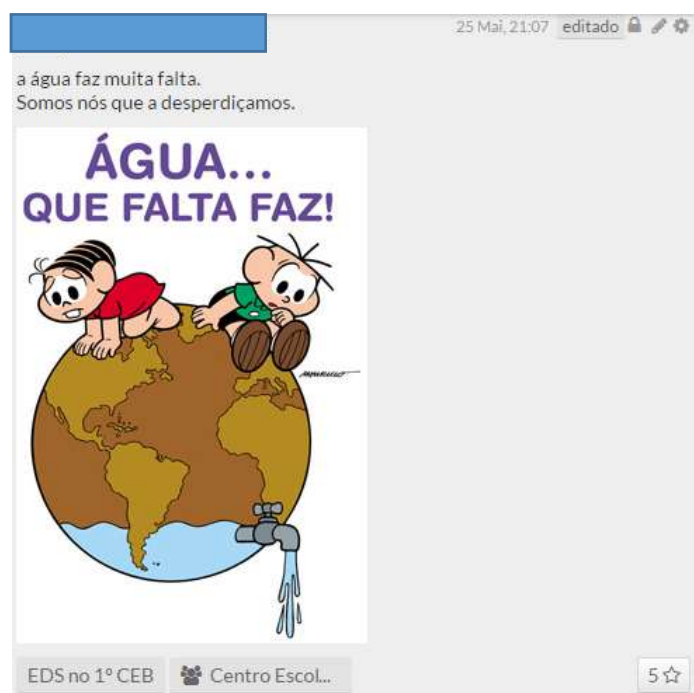 25 Mai, 21:07 editado
a água faz muita falta.
Somos nós que a desperdiçamos.
ÁGUA...
QUE FALTA FAZ!
EDS no 1º CEB Centro Escol... 5